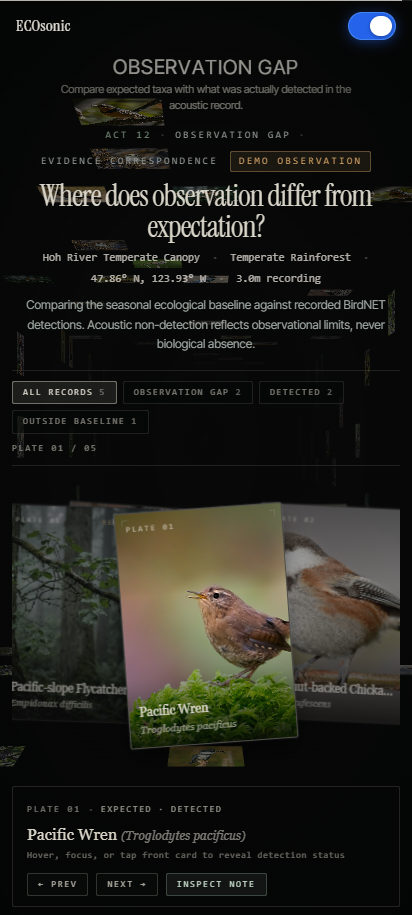 ECOsonic
OBSERVATION GAP
Compare expected taxa with what was actually detected in the
acoustic record.
ACT 12 · OBSERVATION GAP ·
EVIDENCE CORRESPONDENCE DEMO OBSERVATION
Where does observation differ from
expectation?
Hoh River Temperate Canopy · Temperate Rainforest ·
47.86° N, 123.93° W · 3.0m recording
Comparing the seasonal ecological baseline against recorded BirdNET
detections. Acoustic non-detection reflects observational limits, never
biological absence.
ALL RECORDS 5 OBSERVATION GAP 2 DETECTED 2
OUTSIDE BASELINE 1
PLATE 01 / 05
PLATE 01
Pacific-slope Flycatcher
Empidonax difficilis
Pacific Wren
Troglodytes pacificus
nut-backed Chicka...
rufescens
PLATE 01 - EXPECTED · DETECTED
Pacific Wren (Troglodytes pacificus)
Hover, focus, or tap front card to reveal detection status
← PREV NEXT → INSPECT NOTE